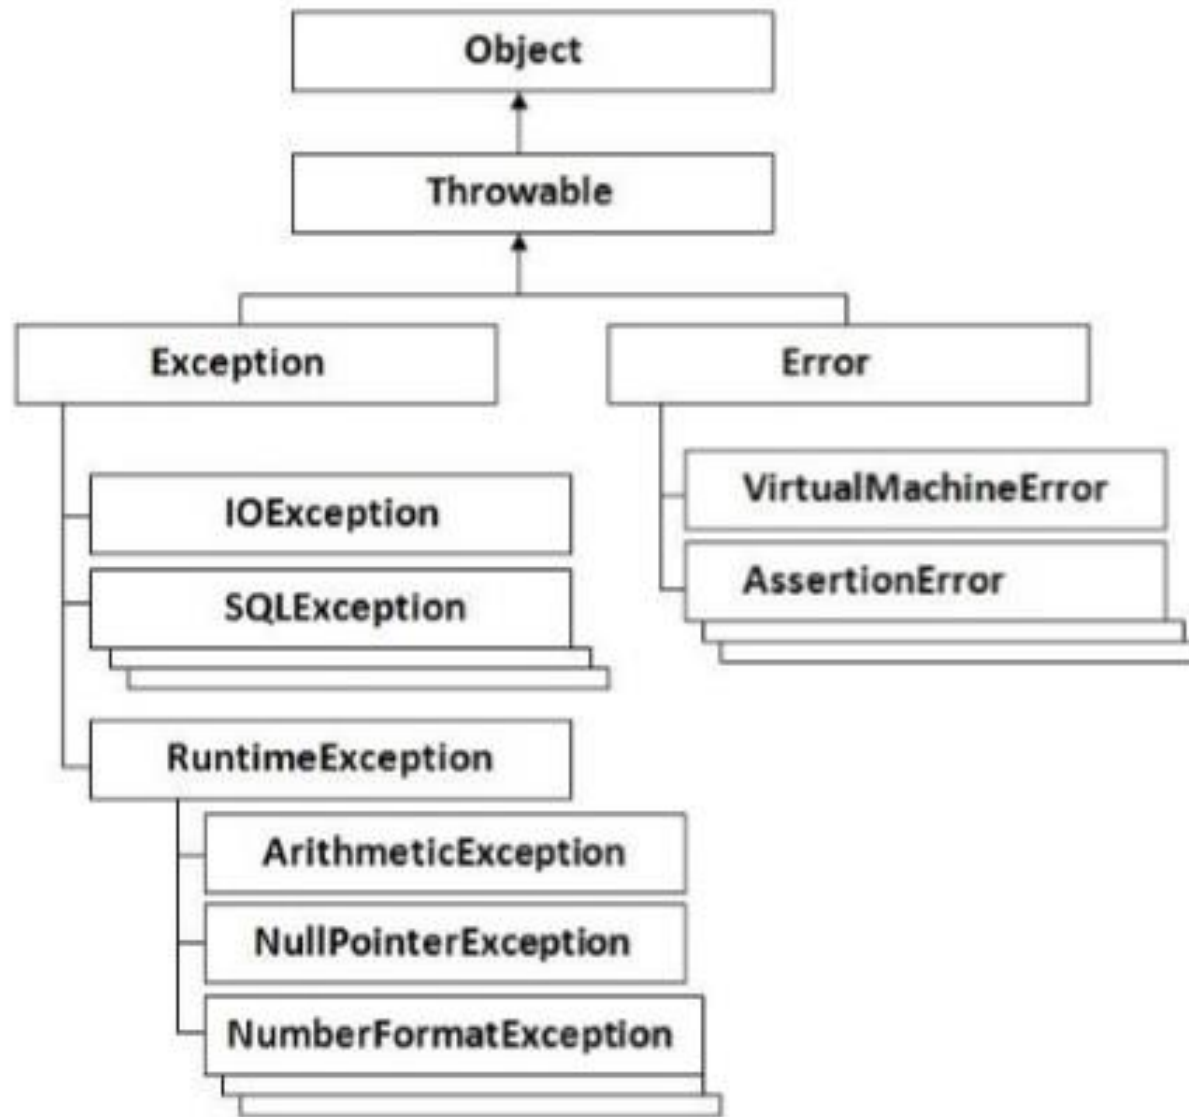 Object
Throwable
Exception
Error
IOException
SQLException
RuntimeException
ArithmeticException
NullPointerException
NumberFormatException
VirtualMachineError
AssertionError